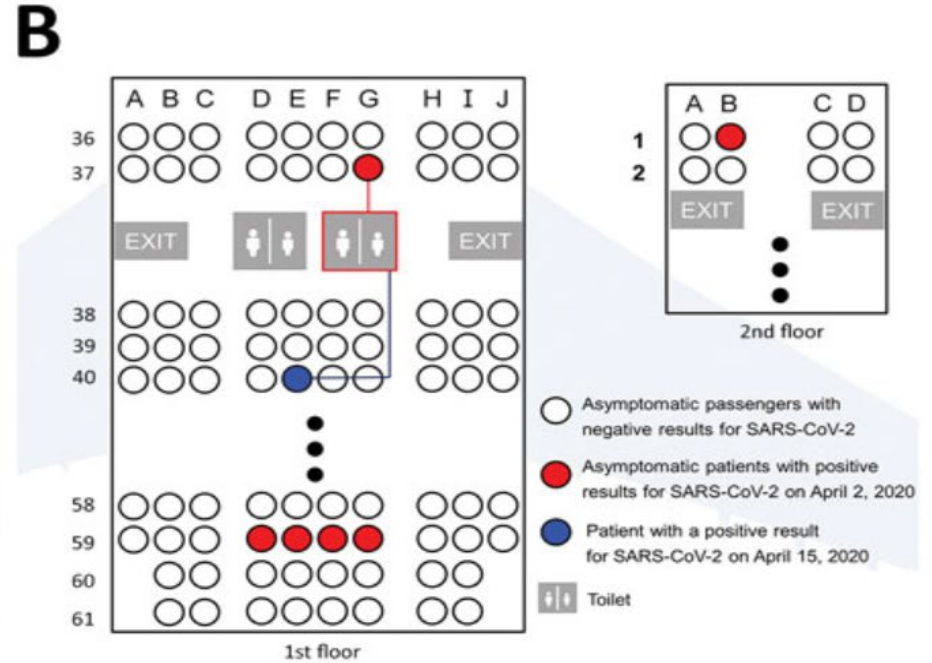 B
A B C D E F G H I J
36
37
EXIT EXIT
38
39
40
58
59
60
61
1st floor
A B C D
1
2
EXIT EXIT
2nd floor
Asymptomatic passengers with
negative results for SARS-CoV-2
Asymptomatic patients with positive
results for SARS-CoV-2 on April 2, 2020
Patient with a positive result
for SARS-CoV-2 on April 15, 2020
Toilet